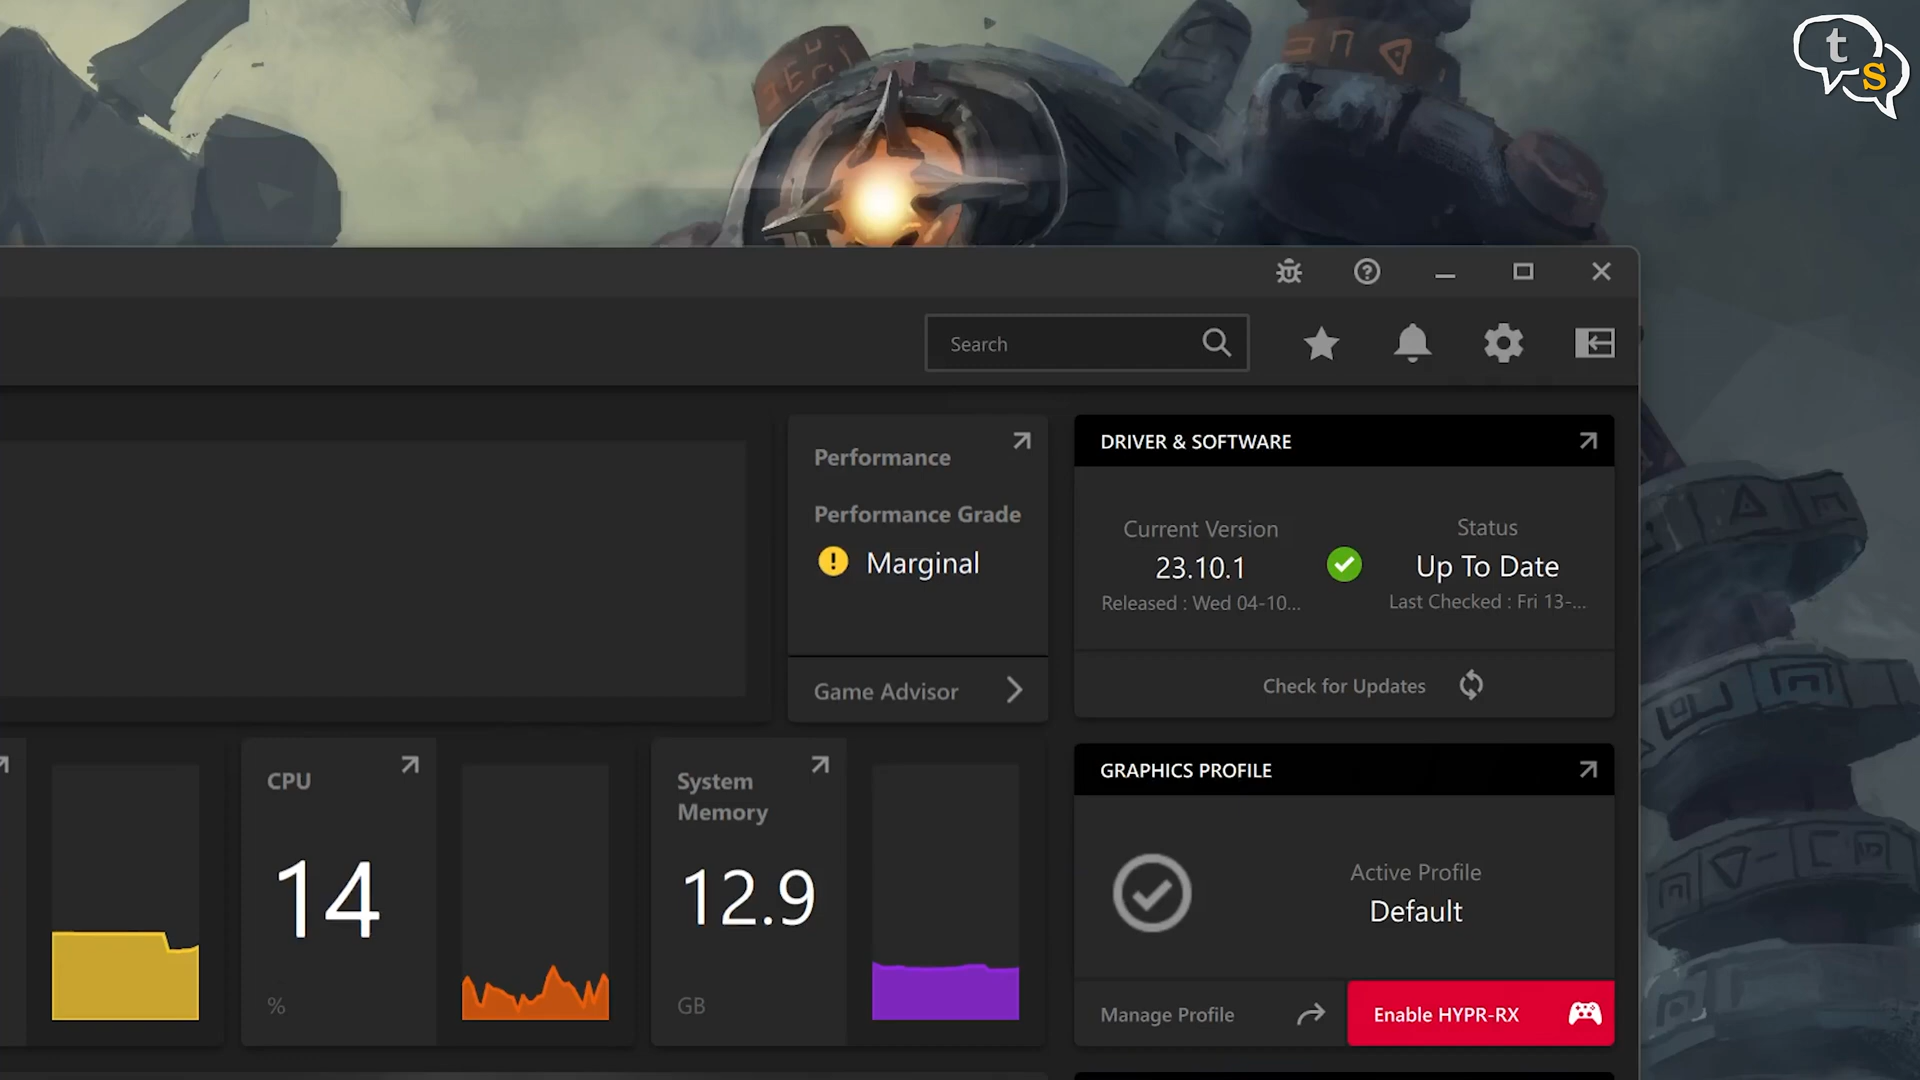 t
s
Search
Performance
Performance Grade
Marginal
Game Advisor
DRIVER & SOFTWARE
Current Version
23.10.1
Released : Wed 04-10...
Status
Up To Date
Last Checked : Fri 13-...
Check for Updates
CPU
14
%
System
Memory
12.9
GB
GRAPHICS PROFILE
Active Profile
Default
Manage Profile
Enable HYPR-RX